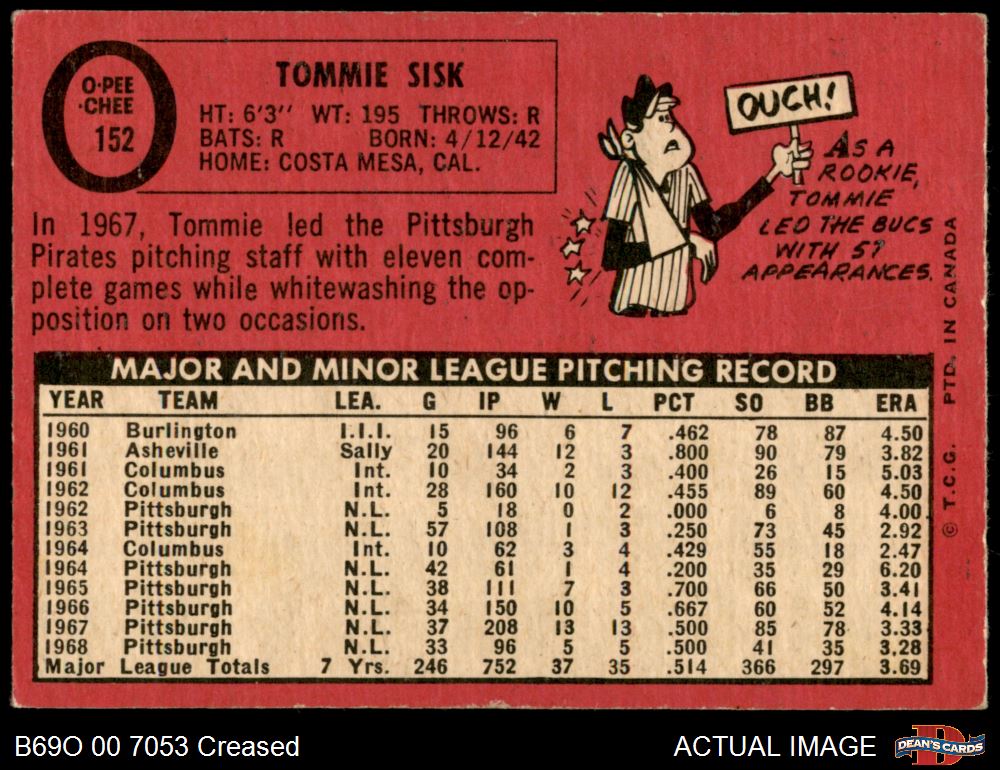 O-PEE
-CHEE
152
TOMMIE SISK
HT: 6'3" WT: 195 THROWS: R
BATS: R BORN: 4/12/42
HOME: COSTA MESA, CAL.
OUCH!
AS A
ROOKIE,
TOMMIE
LED THE BUCS
WITH 57
APPEARANCES.
In 1967, Tommie led the Pittsburgh
Pirates pitching staff with eleven com-
plete games while whitewashing the op-
position on two occasions.
MAJOR AND MINOR LEAGUE PITCHING RECORD
YEAR TEAM LEA. G IP W L PCT SO BB ERA
1960 Burlington I.I.I. 15 96 6 7 .462 78 87 4.50
1961 Asheville Sally 20 144 12 3 .800 90 79 3.82
1961 Columbus Int. 10 34 2 3 .400 26 15 5.03
1962 Columbus Int. 28 160 10 12 .455 89 60 4.50
1962 Pittsburgh N.L. 5 18 0 2 .000 6 8 4.00
1963 Pittsburgh N.L. 57 108 1 3 .250 73 45 2.92
1964 Columbus Int. 10 62 3 4 .429 55 18 2.47
1964 Pittsburgh N.L. 42 61 1 4 .200 35 29 6.20
1965 Pittsburgh N.L. 38 111 7 3 .700 66 50 3.41
1966 Pittsburgh N.L. 34 150 10 5 .667 60 52 4.14
1967 Pittsburgh N.L. 37 208 13 13 .500 85 78 3.33
1968 Pittsburgh N.L. 33 96 5 5 .500 41 35 3.28
Major League Totals 7 Yrs. 246 752 37 35 .514 366 297 3.69
© T.C.G. PTD. IN CANADA
B69O 00 7053 Creased
ACTUAL IMAGE
D
DEAN'S CARDS